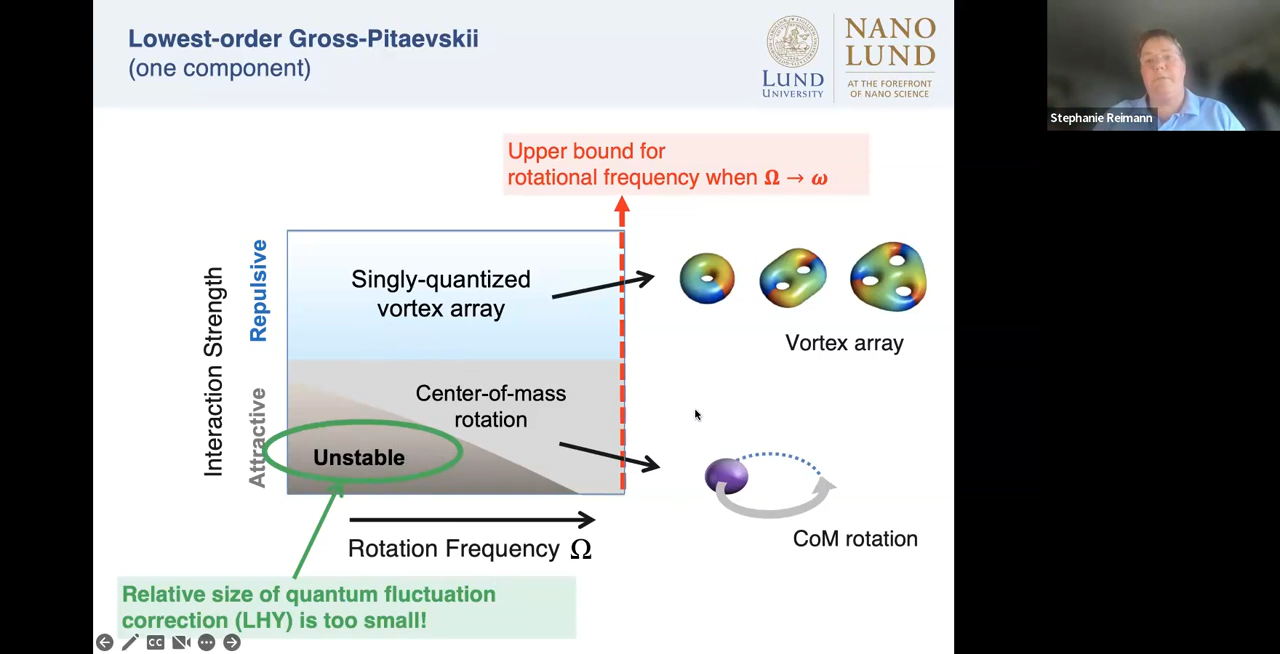 Lowest-order Gross-Pitaevskii
(one component)
LUND
UNIVERSITY
NANO
LUND
AT THE FOREFRONT
OF NANO SCIENCE
Stephanie Reimann
Upper bound for
rotational frequency when Ω → ω
Interaction Strength
Repulsive
Attractive
Singly-quantized
vortex array
Vortex array
Center-of-mass
rotation
Unstable
CoM rotation
Rotation Frequency Ω
Relative size of quantum fluctuation
correction (LHY) is too small!
CC